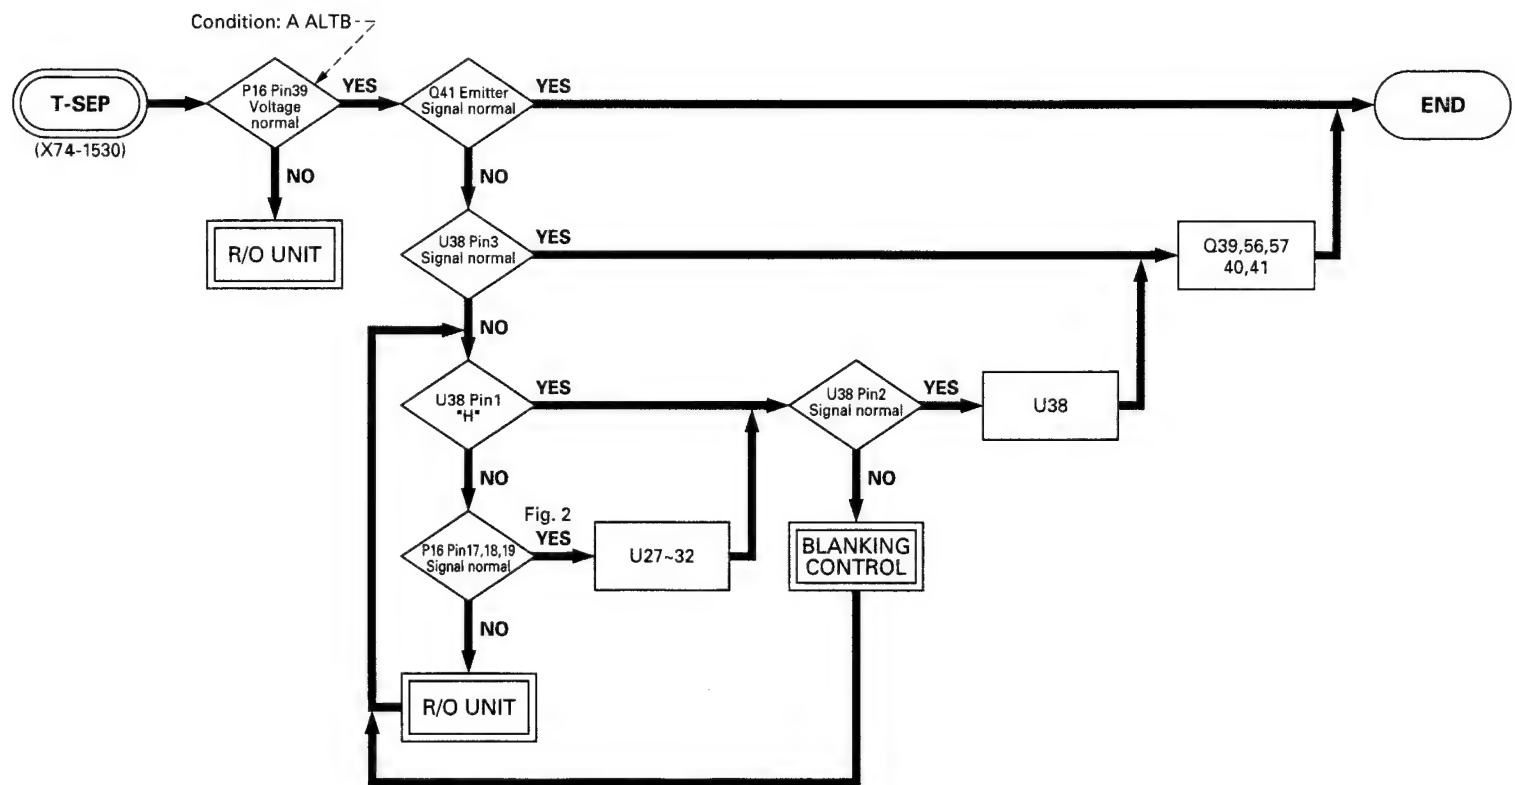 Condition: A ALTB
T-SEP
(X74-1530)
P16 Pin39
Voltage
normal
YES
NO
R/O UNIT
Q41 Emitter
Signal normal
YES
END
NO
U38 Pin3
Signal normal
YES
Q39,56,57
40,41
NO
U38 Pin1
"H"
YES
U38 Pin2
Signal normal
YES
U38
NO
NO
P16 Pin17,18,19
Signal normal
Fig. 2
YES
U27~32
BLANKING
CONTROL
NO
R/O UNIT